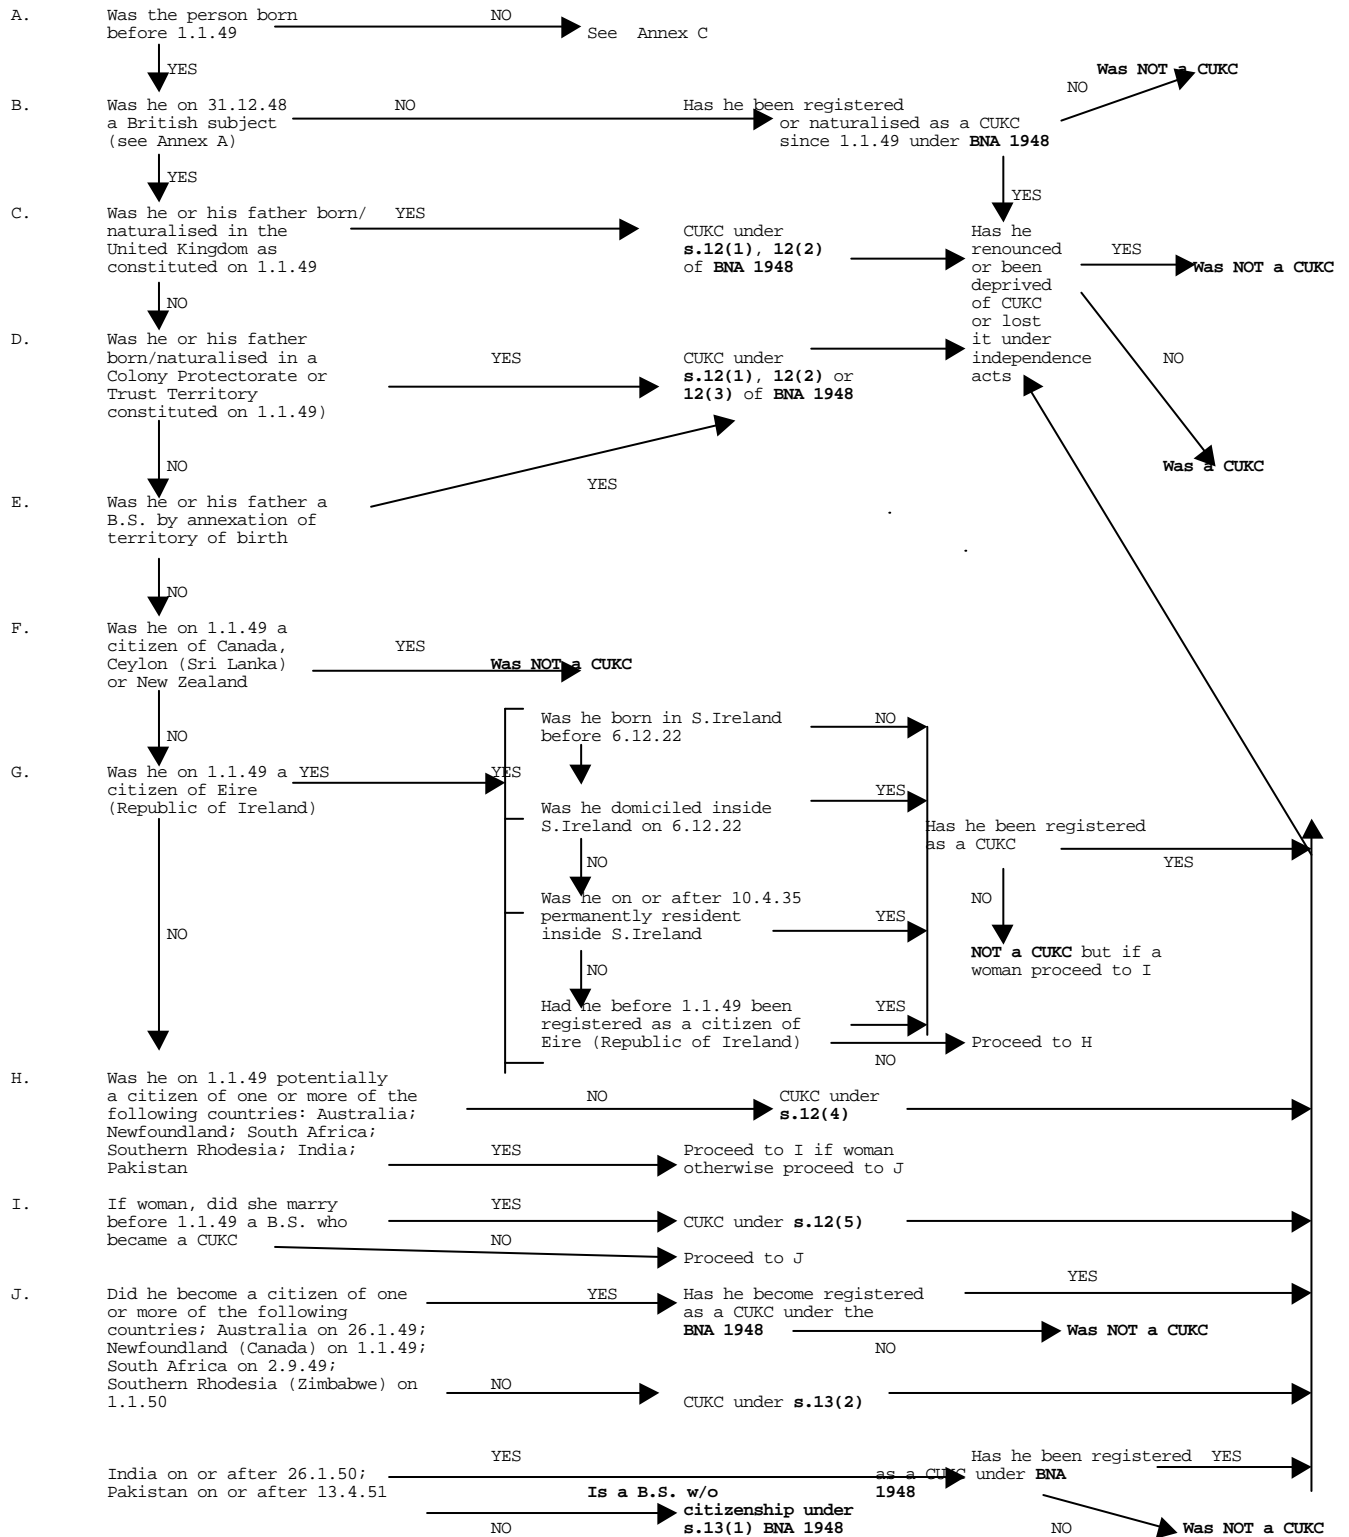 A. Was the person born NO
before 1.1.49 See Annex C
YES
Was NOT a CUKC
NO
B. Was he on 31.12.48 NO Has he been registered
a British subject or naturalised as a CUKC
(see Annex A) since 1.1.49 under BNA 1948
YES
YES
C. Was he or his father born/ YES
naturalised in the CUKC under Has he
United Kingdom as s.12(1), 12(2) renounced YES
constituted on 1.1.49 of BNA 1948 or been Was NOT a CUKC
deprived
NO of CUKC
or lost
D. Was he or his father it under
born/naturalised in a YES CUKC under independence NO
Colony Protectorate or s.12(1), 12(2) or acts
Trust Territory 12(3) of BNA 1948
constituted on 1.1.49)
NO Was a CUKC
YES
E. Was he or his father a
B.S. by annexation of
territory of birth
NO
F. Was he on 1.1.49 a
citizen of Canada, YES
Ceylon (Sri Lanka) Was NOT a CUKC
or New Zealand
Was he born in S.Ireland NO
NO before 6.12.22
G. Was he on 1.1.49 a YES YES
citizen of Eire YES
(Republic of Ireland) Was he domiciled inside
S.Ireland on 6.12.22 Has he been registered
as a CUKC
NO YES
Was he on or after 10.4.35 NO
permanently resident YES
NO inside S.Ireland
NOT a CUKC but if a
NO woman proceed to I
Had he before 1.1.49 been YES
registered as a citizen of
Eire (Republic of Ireland) Proceed to H
NO
H. Was he on 1.1.49 potentially
a citizen of one or more of the NO CUKC under
following countries: Australia; s.12(4)
Newfoundland; South Africa;
Southern Rhodesia; India; YES Proceed to I if woman
Pakistan otherwise proceed to J
I. If woman, did she marry YES
before 1.1.49 a B.S. who CUKC under s.12(5)
became a CUKC NO
Proceed to J
YES
J. Did he become a citizen of one YES Has he become registered
or more of the following as a CUKC under the
countries; Australia on 26.1.49; BNA 1948 Was NOT a CUKC
Newfoundland (Canada) on 1.1.49; NO
South Africa on 2.9.49;
Southern Rhodesia (Zimbabwe) on NO
1.1.50 CUKC under s.13(2)
YES Has he been registered YES
India on or after 26.1.50; as a CUKC under BNA
Pakistan on or after 13.4.51 Is a B.S. w/o 1948
citizenship under
NO s.13(1) BNA 1948 NO Was NOT a CUKC